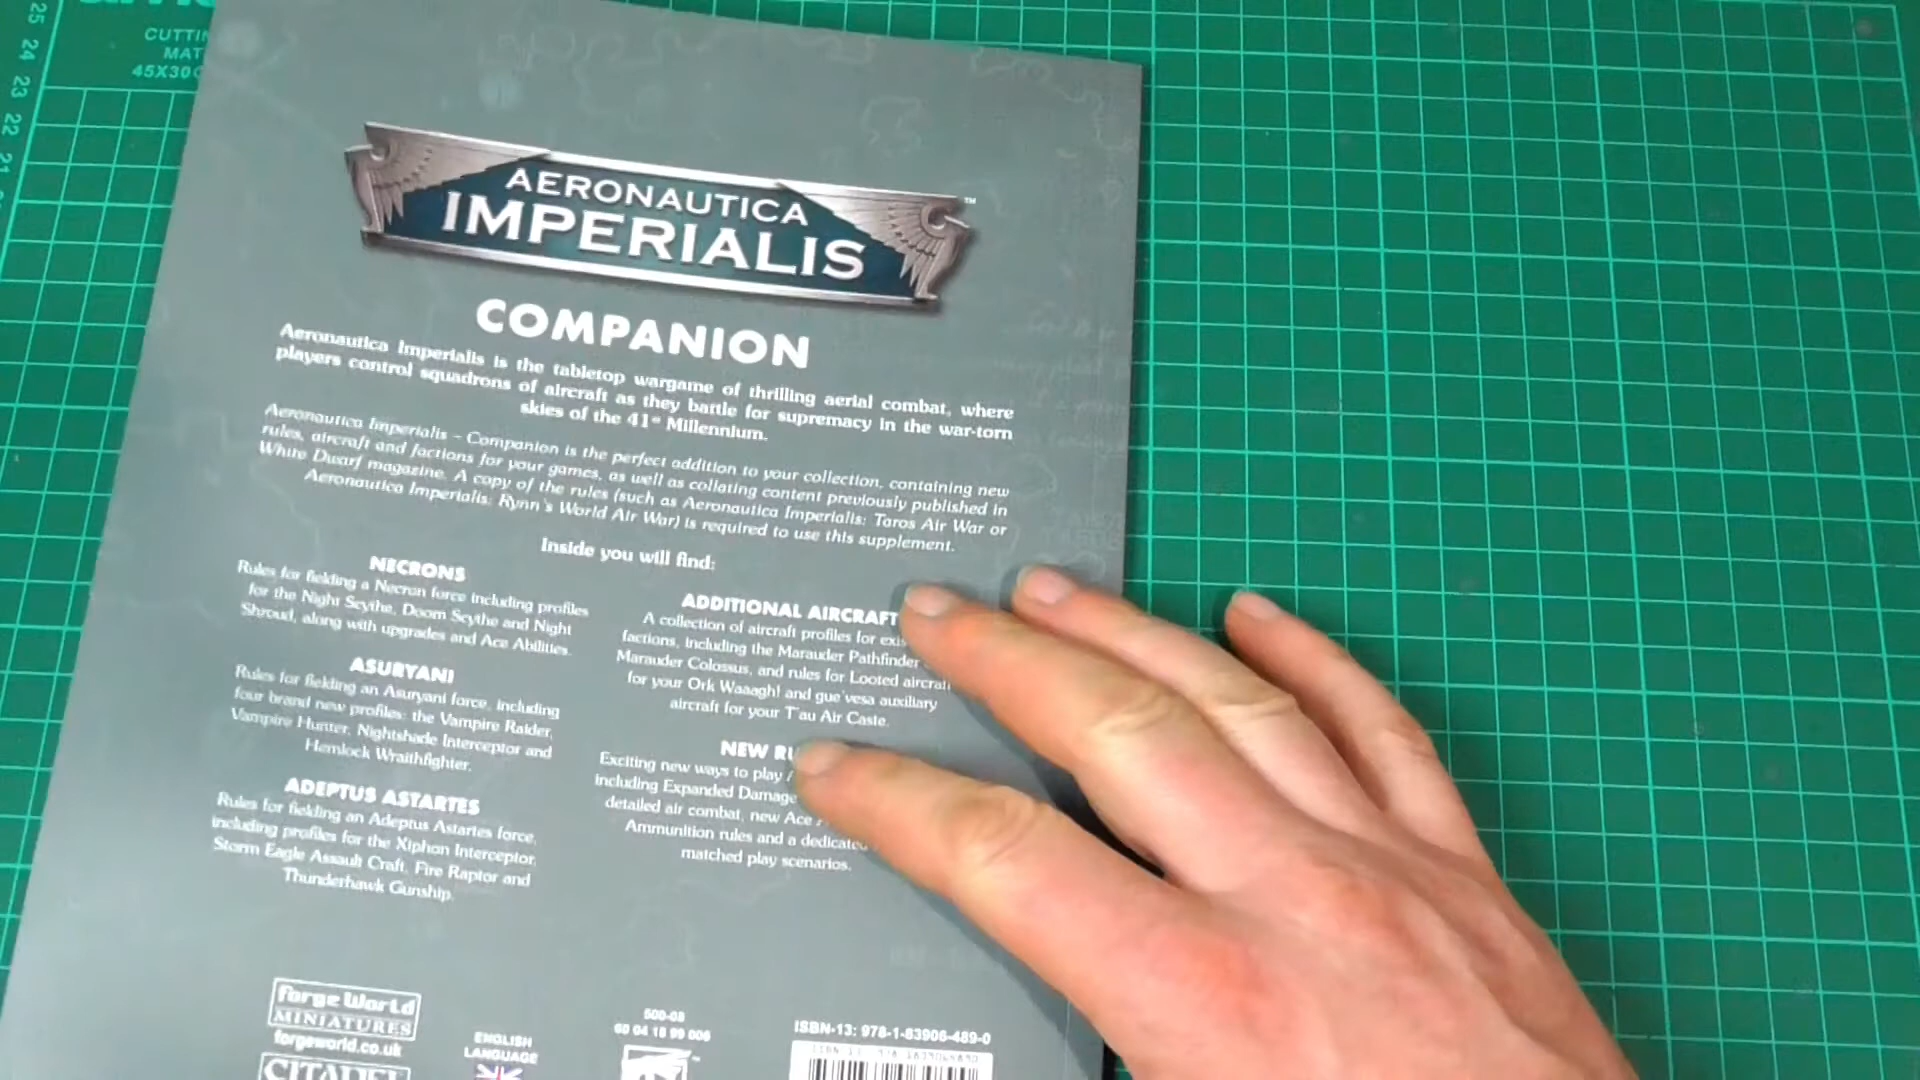 25
24
23
22
21
CUTTIN
MAT
45X30
AERONAUTICA
IMPERIALIS
TM
COMPANION
Aeronautica Imperialis is the tabletop wargame of thrilling aerial combat, where
players control squadrons of aircraft as they battle for supremacy in the war-torn
skies of the 41st Millennium.
Aeronautica Imperialis – Companion is the perfect addition to your collection, containing new
rules, aircraft and factions for your games, as well as collating content previously published in
White Dwarf magazine. A copy of the rules (such as Aeronautica Imperialis: Taros Air War or
Aeronautica Imperialis: Rynn's World Air War) is required to use this supplement.
Inside you will find:
NECRONS
Rules for fielding a Necron force including profiles
for the Night Scythe, Doom Scythe and Night
Shroud, along with upgrades and Ace Abilities.
ASURYANI
Rules for fielding an Asuryani force, including
four brand new profiles: the Vampire Raider,
Vampire Hunter, Nightshade Interceptor and
Hemlock Wraithfighter.
ADEPTUS ASTARTES
Rules for fielding an Adeptus Astartes force,
including profiles for the Xiphon Interceptor,
Storm Eagle Assault Craft, Fire Raptor and
Thunderhawk Gunship.
ADDITIONAL AIRCRAFT
A collection of aircraft profiles for exis
factions, including the Marauder Pathfinder
Marauder Colossus, and rules for Looted aircraft
for your Ork Waaagh! and gue'vesa auxiliary
aircraft for your T'au Air Caste.
NEW RU
Exciting new ways to play
including Expanded Damage
detailed air combat, new Ace
Ammunition rules and a dedicated
matched play scenarios.
Forge World
MINIATURES
forgeworld.co.uk
CITADEL
ENGLISH
LANGUAGE
500-08
60 04 18 99 006
ISBN-13: 978-1-83906-489-0